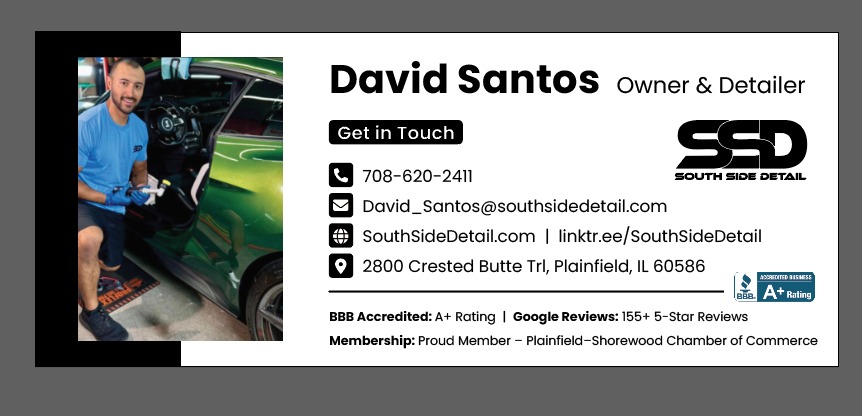 David Santos Owner & Detailer
Get in Touch
SSD
SOUTH SIDE DETAIL
708-620-2411
David_Santos@southsidedetail.com
SouthSideDetail.com | linktr.ee/SouthSideDetail
2800 Crested Butte Trl, Plainfield, IL 60586
BBB. ACCREDITED BUSINESS
A+ Rating
BBB Accredited: A+ Rating | Google Reviews: 155+ 5-Star Reviews
Membership: Proud Member – Plainfield–Shorewood Chamber of Commerce